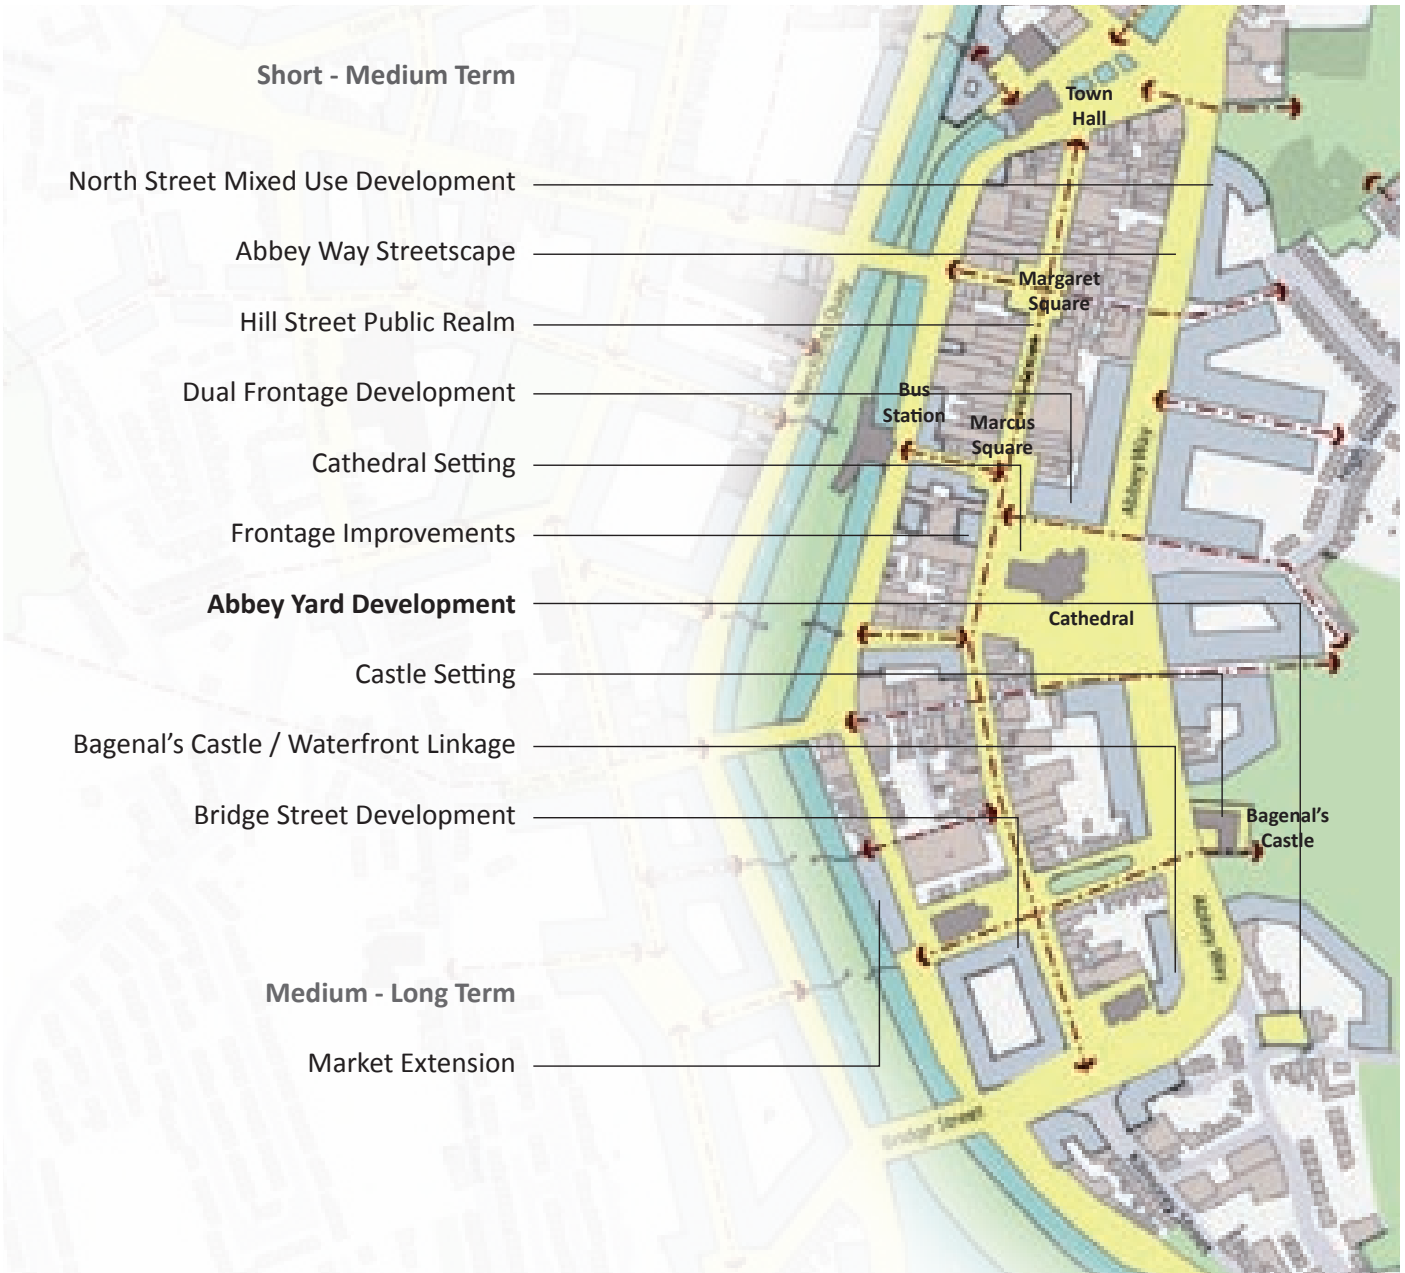 Short - Medium Term
North Street Mixed Use Development
Abbey Way Streetscape
Hill Street Public Realm
Dual Frontage Development
Cathedral Setting
Frontage Improvements
Abbey Yard Development
Castle Setting
Bagenal's Castle / Waterfront Linkage
Bridge Street Development
Medium - Long Term
Market Extension
Town
Hall
Margaret
Square
Bus
Station
Marcus
Square
Abbey Way
Cathedral
Bagenal's
Castle
Abbey Way
Bridge Street